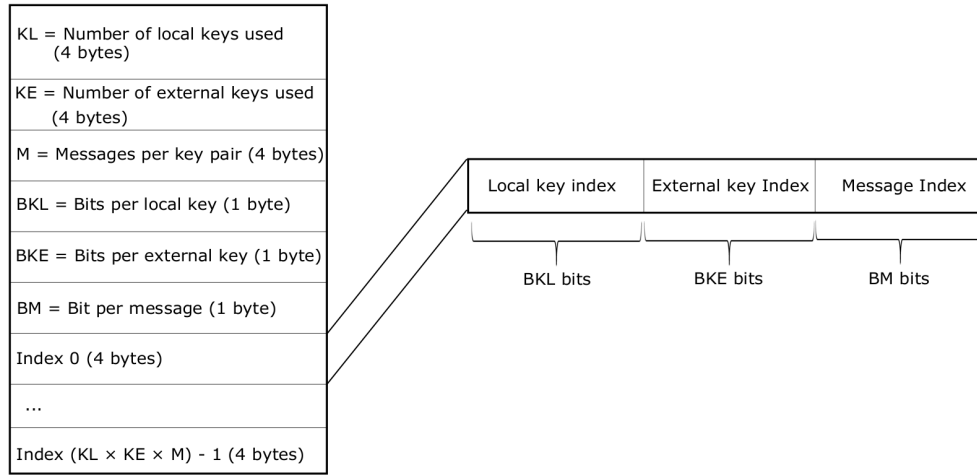 KL = Number of local keys used
(4 bytes)
KE = Number of external keys used
(4 bytes)
M = Messages per key pair (4 bytes)
BKL = Bits per local key (1 byte)
BKE = Bits per external key (1 byte)
BM = Bit per message (1 byte)
Index 0 (4 bytes)
...
Index (KL × KE × M) - 1 (4 bytes)
Local key index
External key Index
Message Index
BKL bits
BKE bits
BM bits